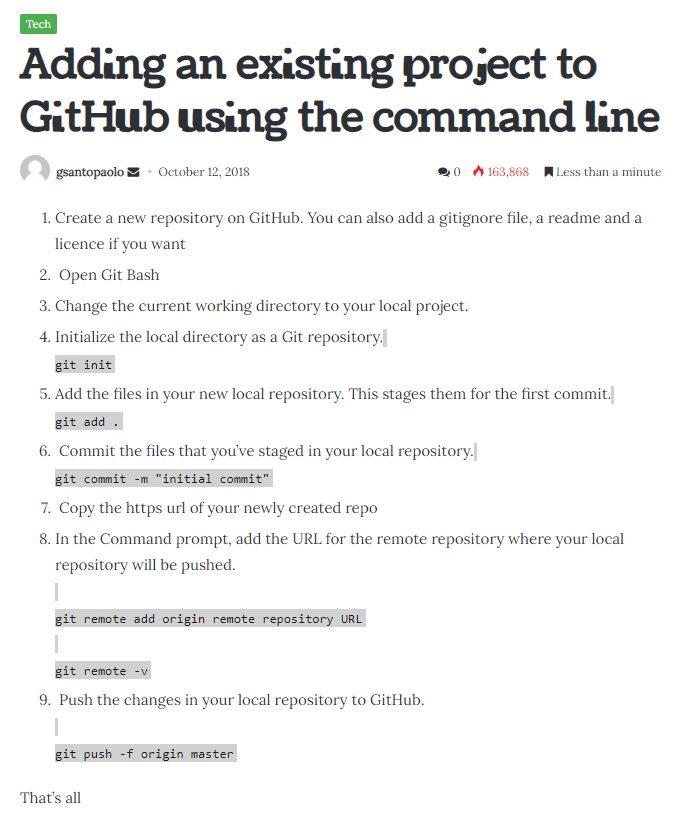 Tech
Adding an existing project to
GitHub using the command line
gsantopaolo • October 12, 2018 0 163,868 Less than a minute
1. Create a new repository on GitHub. You can also add a gitignore file, a readme and a
licence if you want
2. Open Git Bash
3. Change the current working directory to your local project.
4. Initialize the local directory as a Git repository.
git init
5. Add the files in your new local repository. This stages them for the first commit.
git add .
6. Commit the files that you’ve staged in your local repository.
git commit -m "initial commit"
7. Copy the https url of your newly created repo
8. In the Command prompt, add the URL for the remote repository where your local
repository will be pushed.
git remote add origin remote repository URL
git remote -v
9. Push the changes in your local repository to GitHub.
git push -f origin master
That’s all